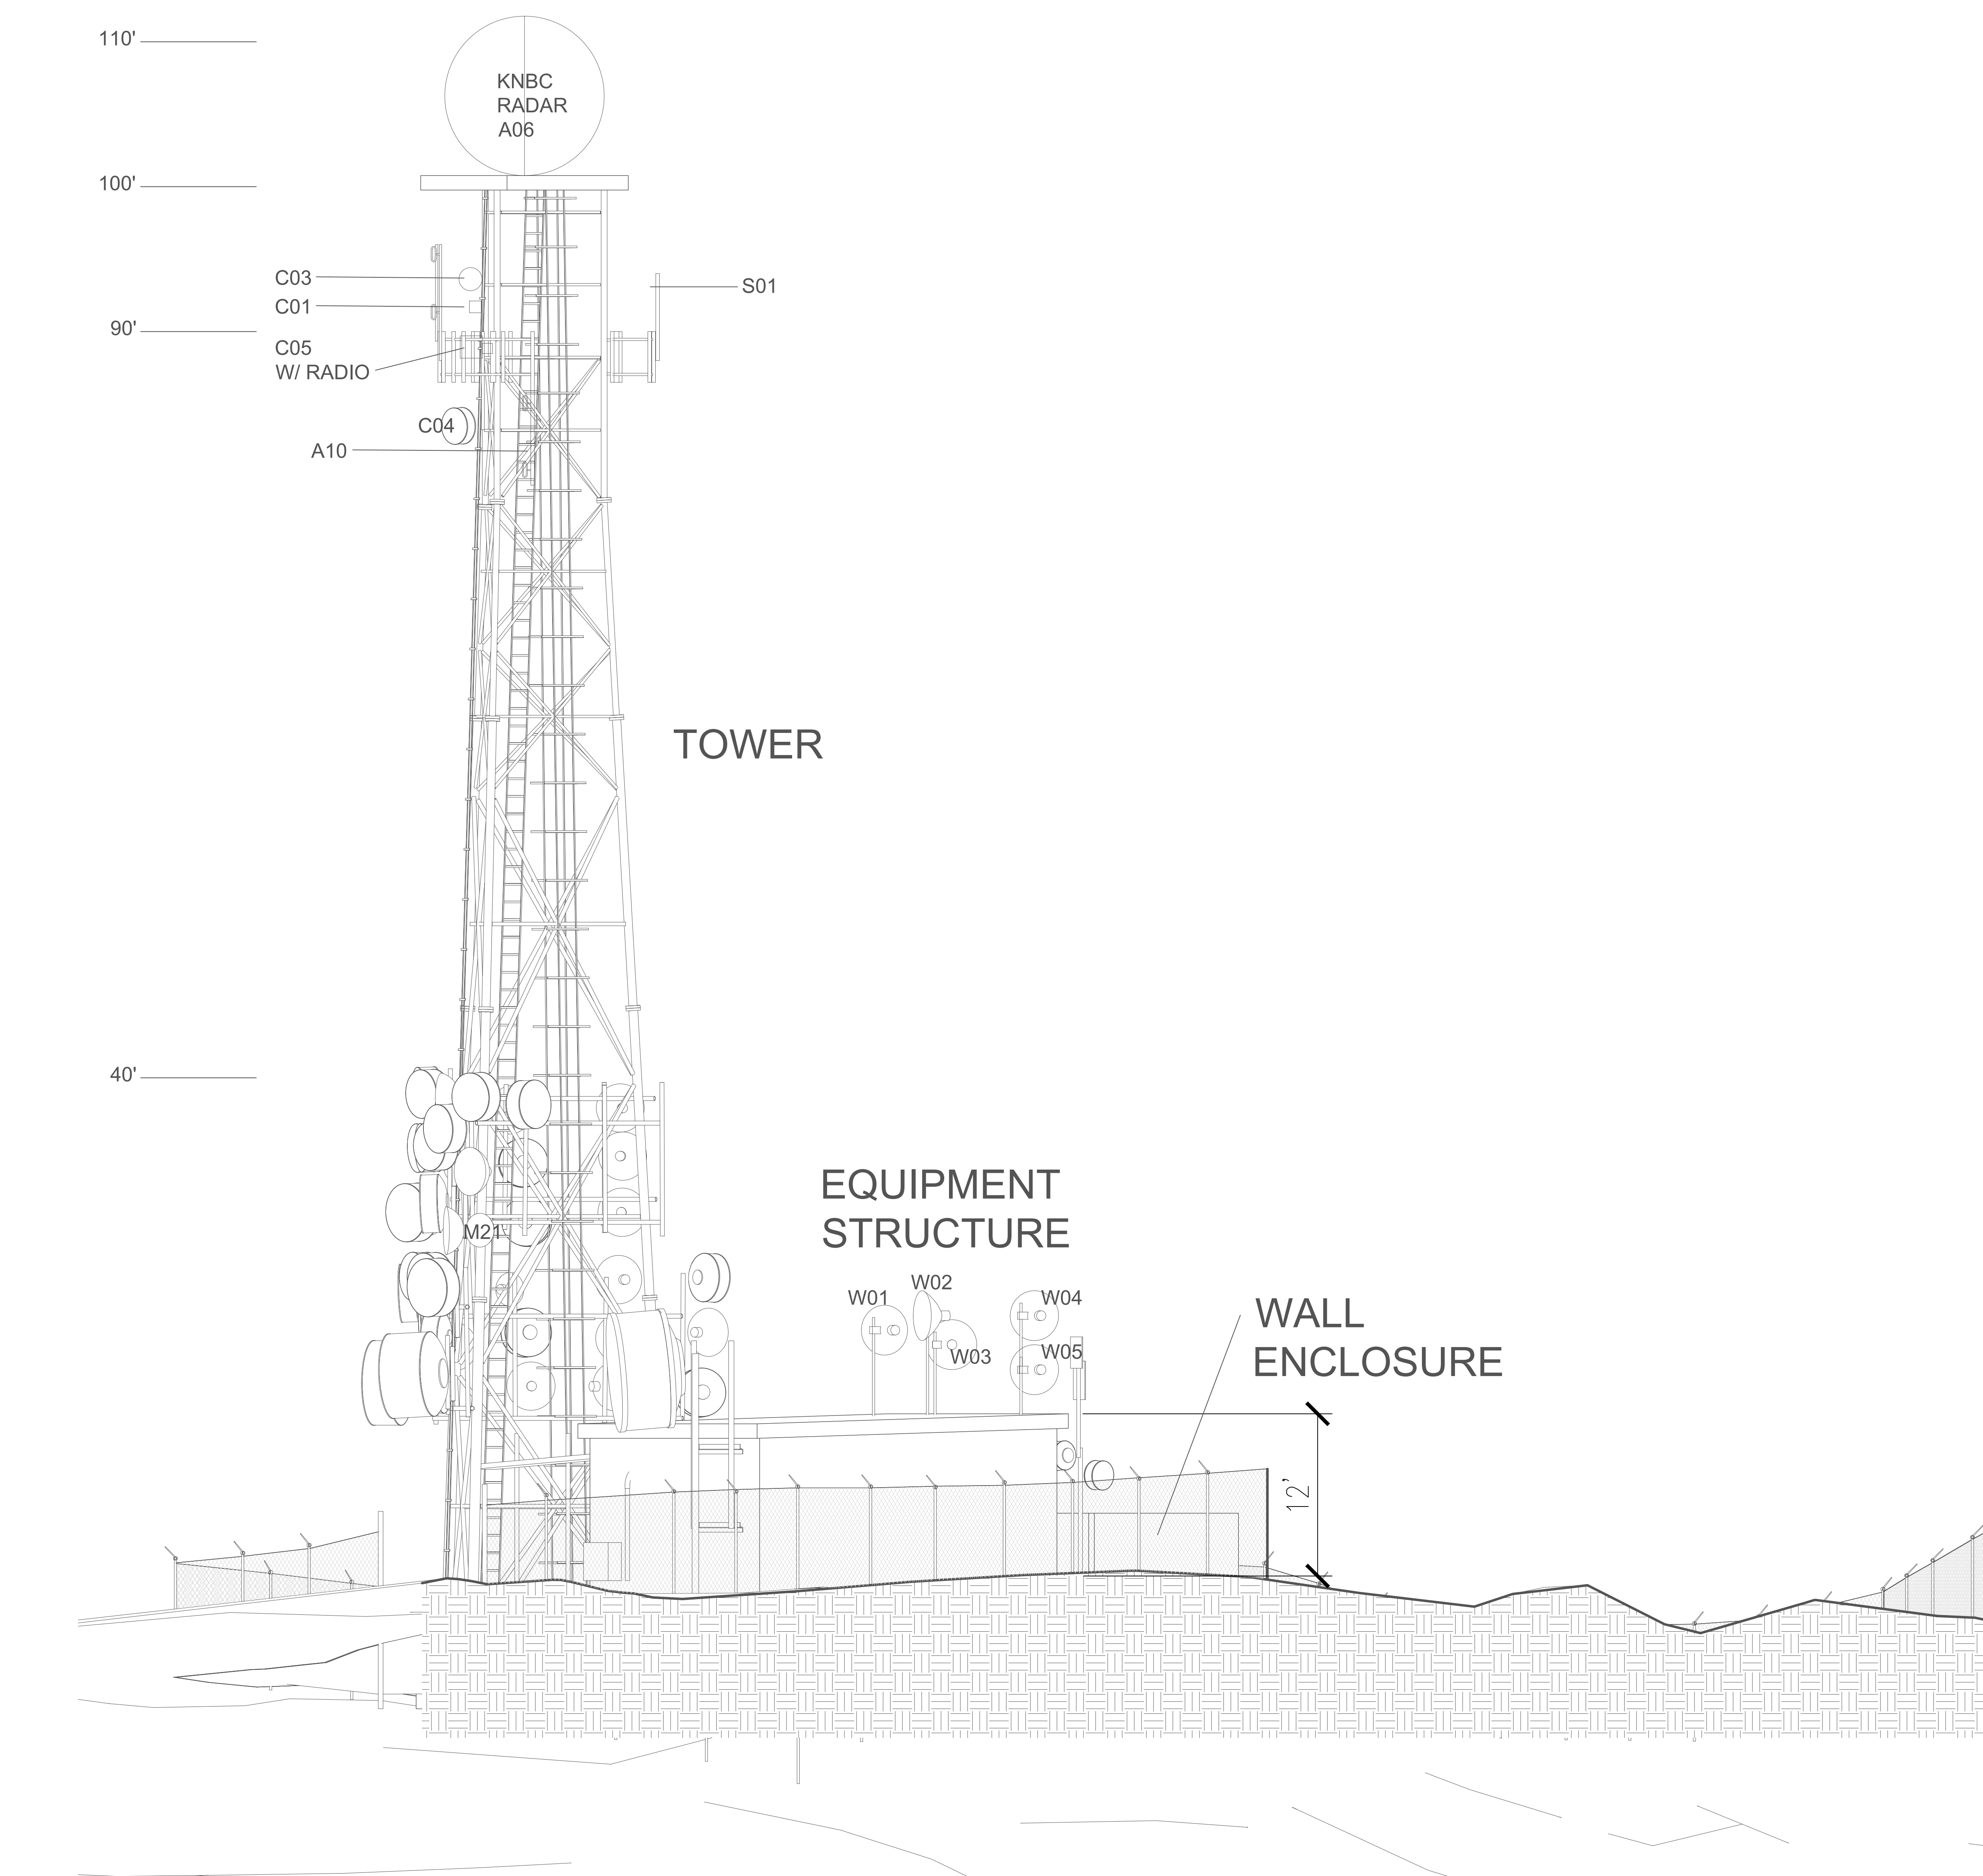 110'
KNBC
RADAR
A06
100'
C03
C01
S01
90'
C05
W/ RADIO
C04
A10
TOWER
40'
EQUIPMENT
STRUCTURE
M21
W02
W01
W04
W03
W05
WALL
ENCLOSURE
12'